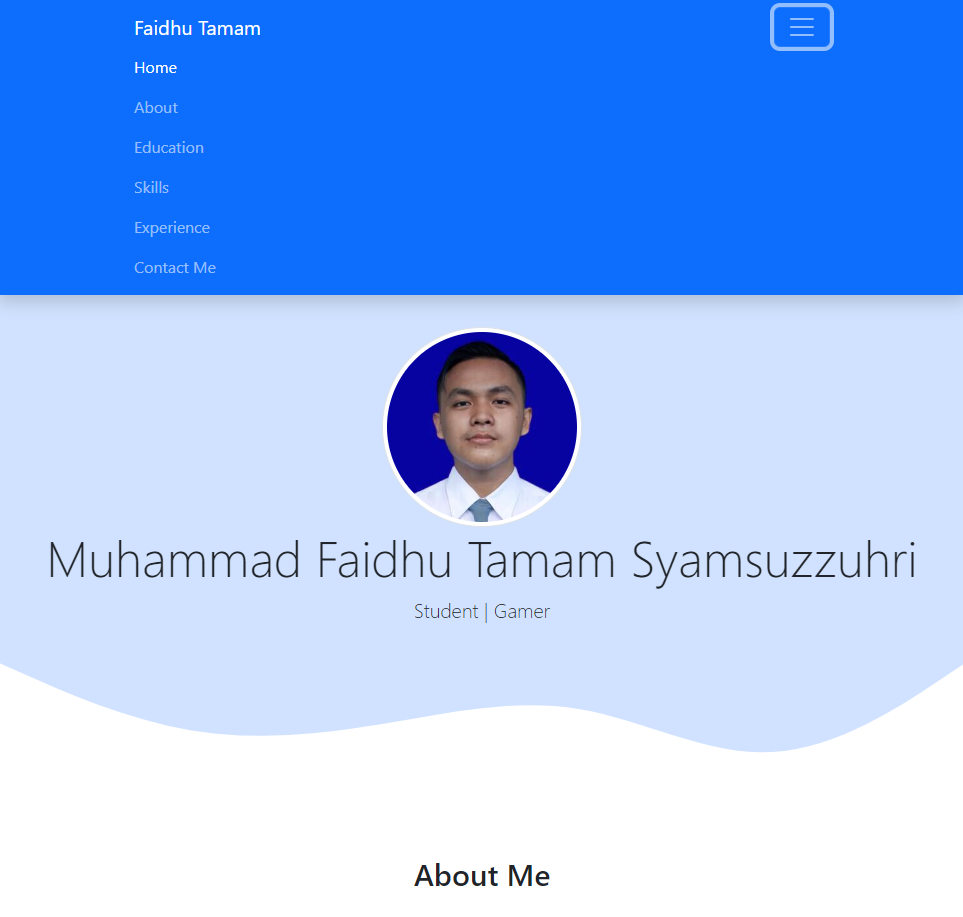 Faidhu Tamam
Home
About
Education
Skills
Experience
Contact Me
Muhammad Faidhu Tamam Syamsuzzuhri
Student | Gamer
About Me